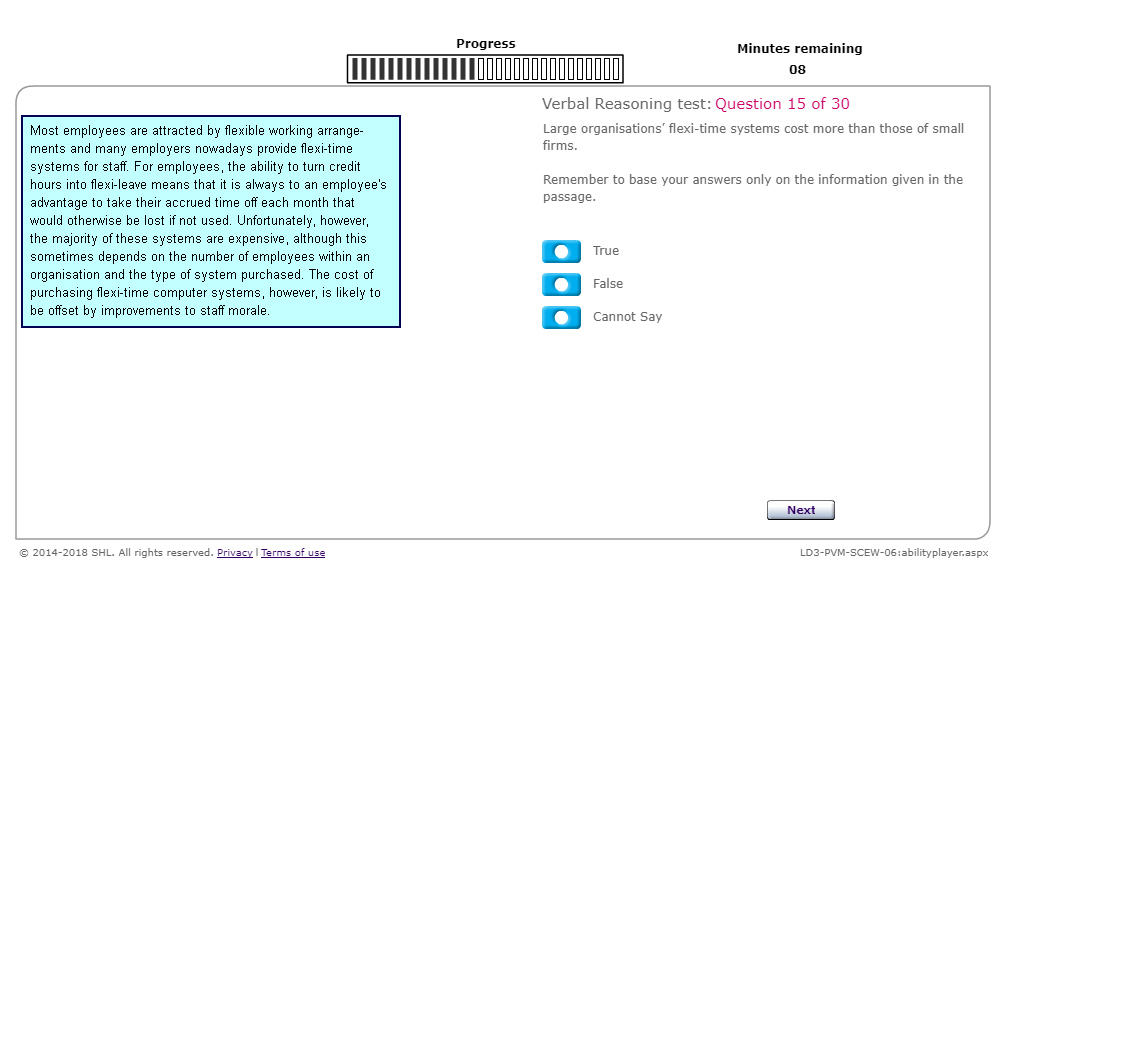 Progress
Minutes remaining
08
Verbal Reasoning test: Question 15 of 30
Most employees are attracted by flexible working arrange-
ments and many employers nowadays provide flexi-time
systems for staff. For employees, the ability to turn credit
hours into flexi-leave means that it is always to an employee's
advantage to take their accrued time off each month that
would otherwise be lost if not used. Unfortunately, however,
the majority of these systems are expensive, although this
sometimes depends on the number of employees within an
organisation and the type of system purchased. The cost of
purchasing flexi-time computer systems, however, is likely to
be offset by improvements to staff morale.
Large organisations’ flexi-time systems cost more than those of small
firms.
Remember to base your answers only on the information given in the
passage.
True
False
Cannot Say
Next
© 2014-2018 SHL. All rights reserved. Privacy | Terms of use
LD3-PVM-SCEW-06:abilityplayer.aspx